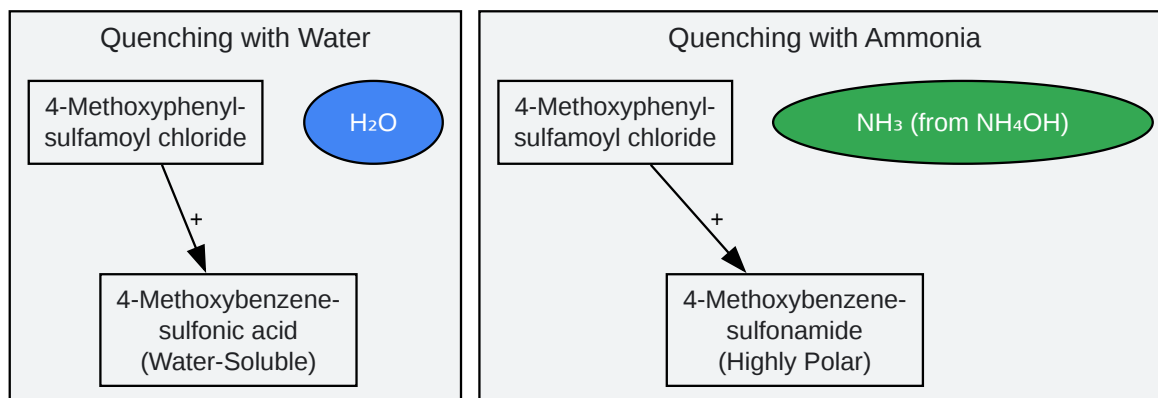 Quenching with Water
4-Methoxyphenyl-
sulfamoyl chloride
H₂O
+
4-Methoxybenzene-
sulfonic acid
(Water-Soluble)
Quenching with Ammonia
4-Methoxyphenyl-
sulfamoyl chloride
NH₃ (from NH₄OH)
+
4-Methoxybenzene-
sulfonamide
(Highly Polar)